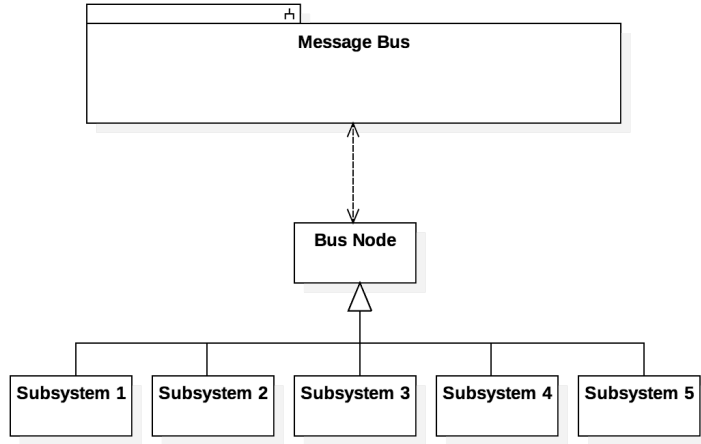 Message Bus
Bus Node
Subsystem 1
Subsystem 2
Subsystem 3
Subsystem 4
Subsystem 5